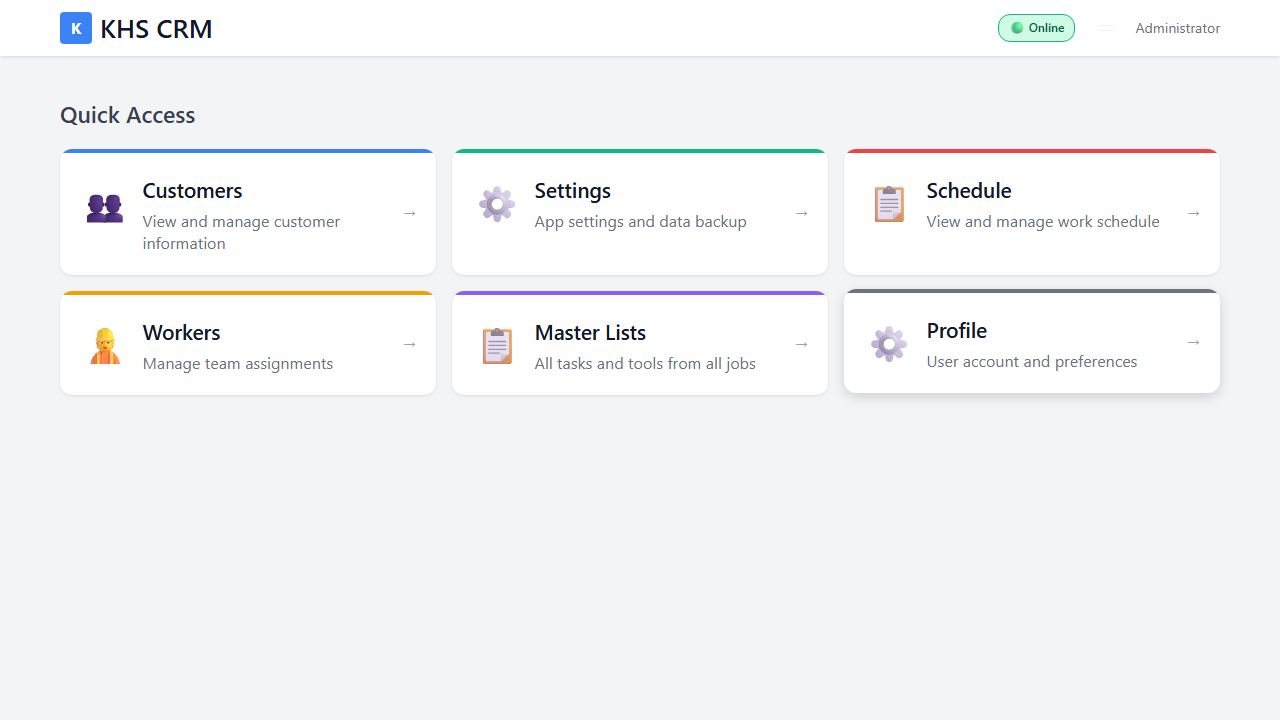 K KHS CRM
Online
Administrator
Quick Access
Customers
View and manage customer
information
→
Settings
App settings and data backup
→
Schedule
View and manage work schedule
→
Workers
Manage team assignments
→
Master Lists
All tasks and tools from all jobs
→
Profile
User account and preferences
→